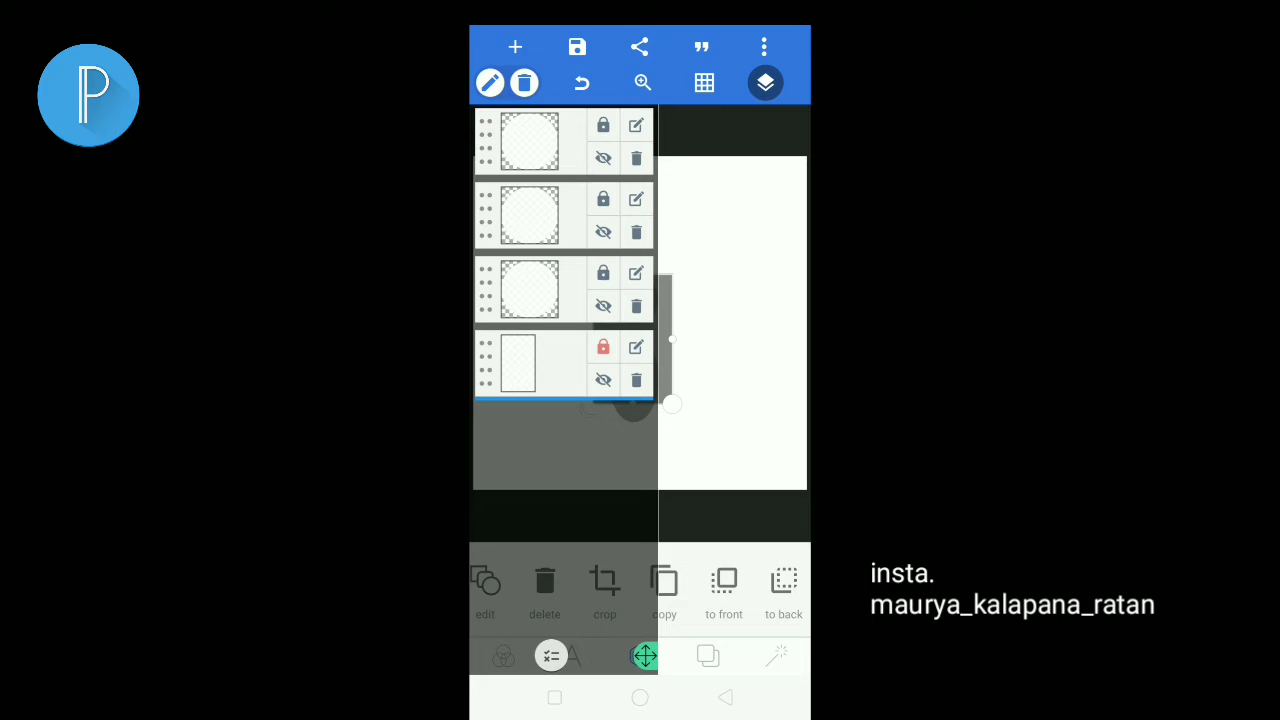 edit
delete
crop
copy
to front
to back
insta.
maurya_kalapana_ratan